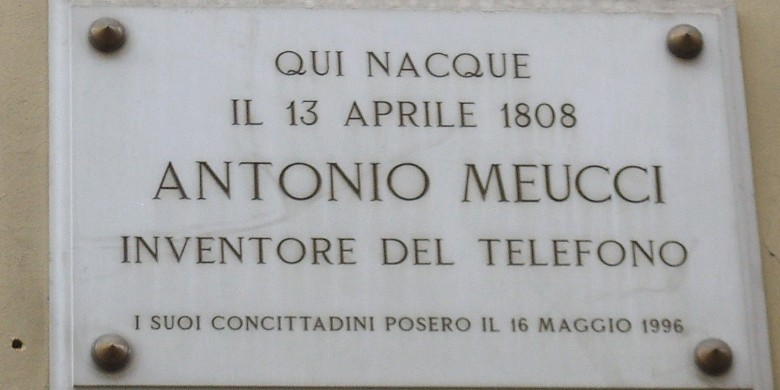 QUI NACQUE
IL 13 APRILE 1808
ANTONIO MEUCCI
INVENTORE DEL TELEFONO
I SUOI CONCITTADINI POSERO IL 16 MAGGIO 1996